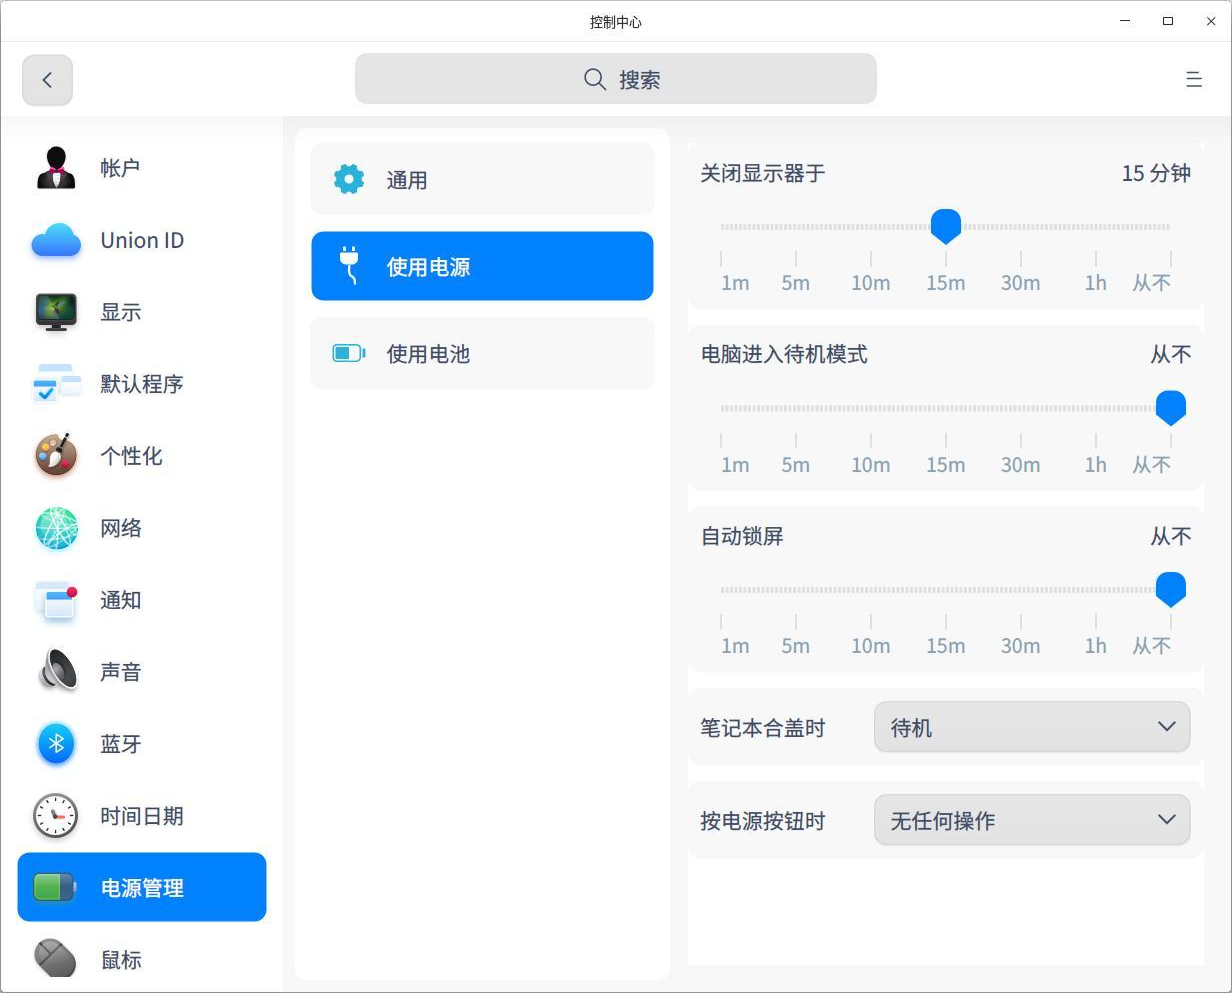 控制中心
搜索
帐户
Union ID
显示
默认程序
个性化
网络
通知
声音
蓝牙
时间日期
电源管理
鼠标
通用
使用电源
使用电池
关闭显示器于 15 分钟
1m 5m 10m 15m 30m 1h 从不
电脑进入待机模式 从不
1m 5m 10m 15m 30m 1h 从不
自动锁屏 从不
1m 5m 10m 15m 30m 1h 从不
笔记本合盖时 待机
按电源按钮时 无任何操作